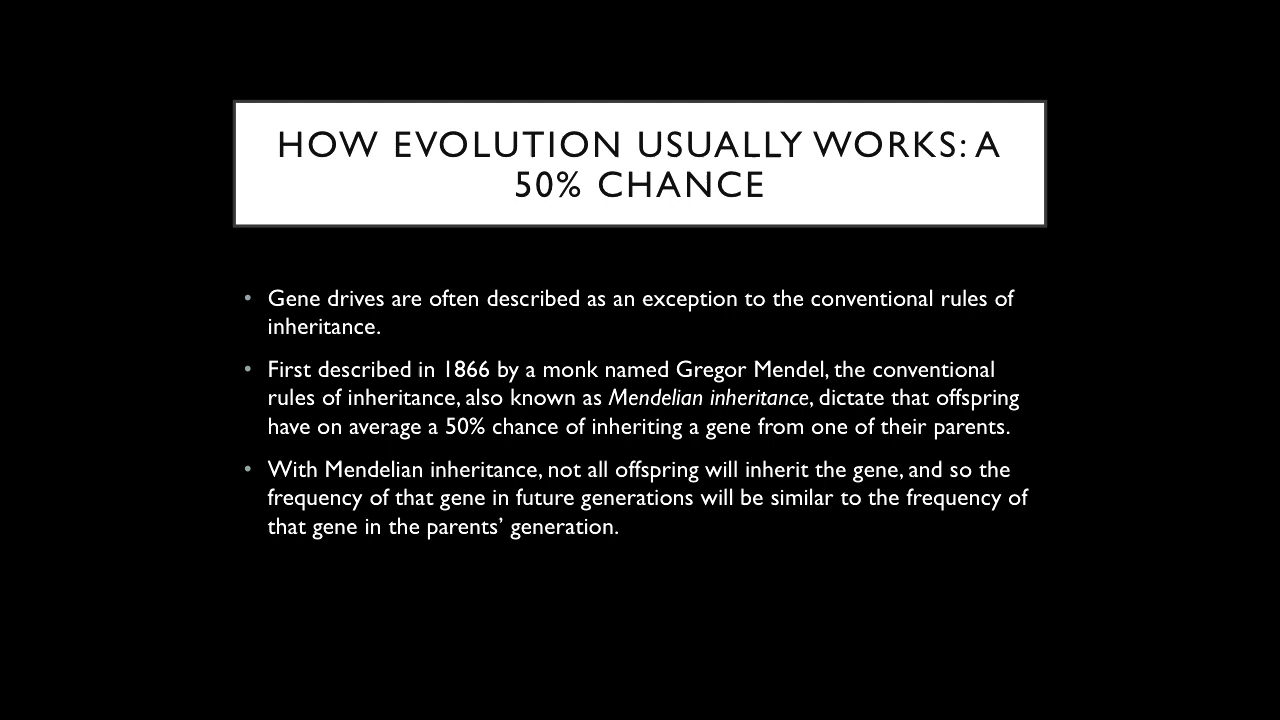 HOW EVOLUTION USUALLY WORKS: A
50% CHANCE
• Gene drives are often described as an exception to the conventional rules of
inheritance.
• First described in 1866 by a monk named Gregor Mendel, the conventional
rules of inheritance, also known as Mendelian inheritance, dictate that offspring
have on average a 50% chance of inheriting a gene from one of their parents.
• With Mendelian inheritance, not all offspring will inherit the gene, and so the
frequency of that gene in future generations will be similar to the frequency of
that gene in the parents’ generation.